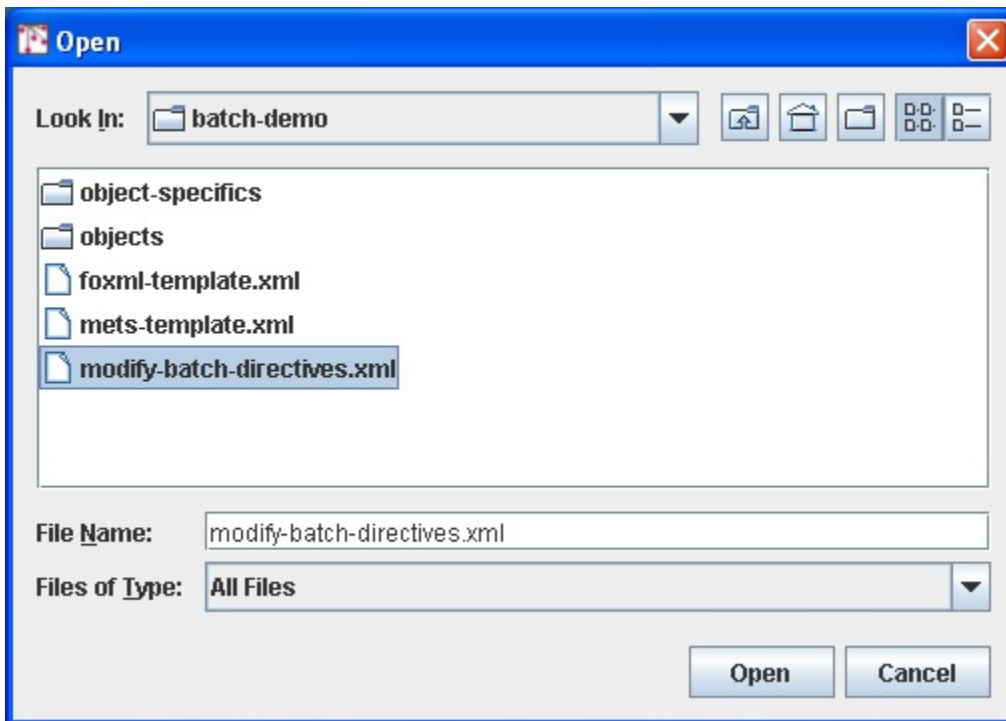 Open
Look In: batch-demo
object-specifics
objects
foxml-template.xml
mets-template.xml
modify-batch-directives.xml
File Name: modify-batch-directives.xml
Files of Type: All Files
Open Cancel